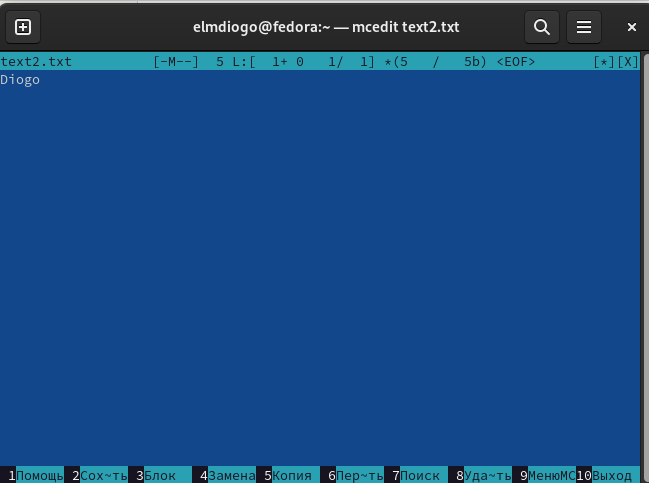 elmdiogo@fedora:~ — mcedit text2.txt
text2.txt [-M--] 5 L:[ 1+ 0 1/ 1] *(5 / 5b) <EOF> [*][X]
Diogo
1Помощь 2Сох~ть 3Блок 4Замена 5Копия 6Пер~ть 7Поиск 8Уда~ть 9МенюMC 10Выход